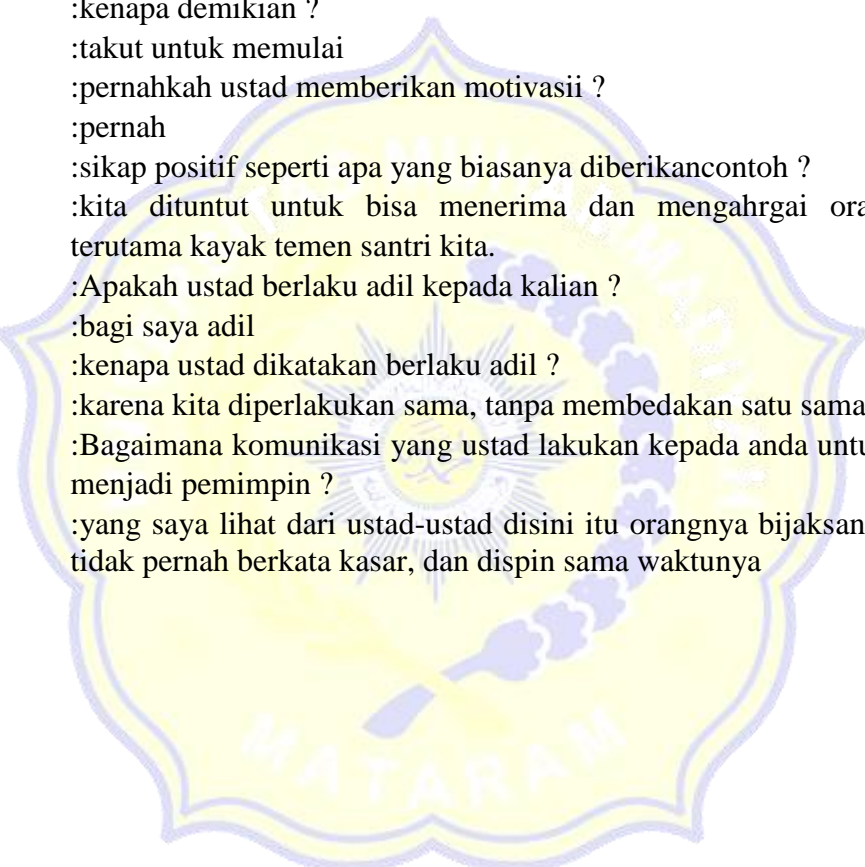 :kenapa demikian ?
:takut untuk memulai
:pernahkah ustad memberikan motivasii ?
:pernah
:sikap positif seperti apa yang biasanya diberikancontoh ?
:kita dituntut untuk bisa menerima dan mengahrgai ora
terutama kayak temen santri kita.
:Apakah ustad berlaku adil kepada kalian ?
:bagi saya adil
:kenapa ustad dikatakan berlaku adil ?
:karena kita diperlakukan sama, tanpa membedakan satu sama
:Bagaimana komunikasi yang ustad lakukan kepada anda untu
menjadi pemimpin ?
:yang saya lihat dari ustad-ustad disini itu orangnya bijaksan
tidak pernah berkata kasar, dan dispin sama waktunya
MATARAM